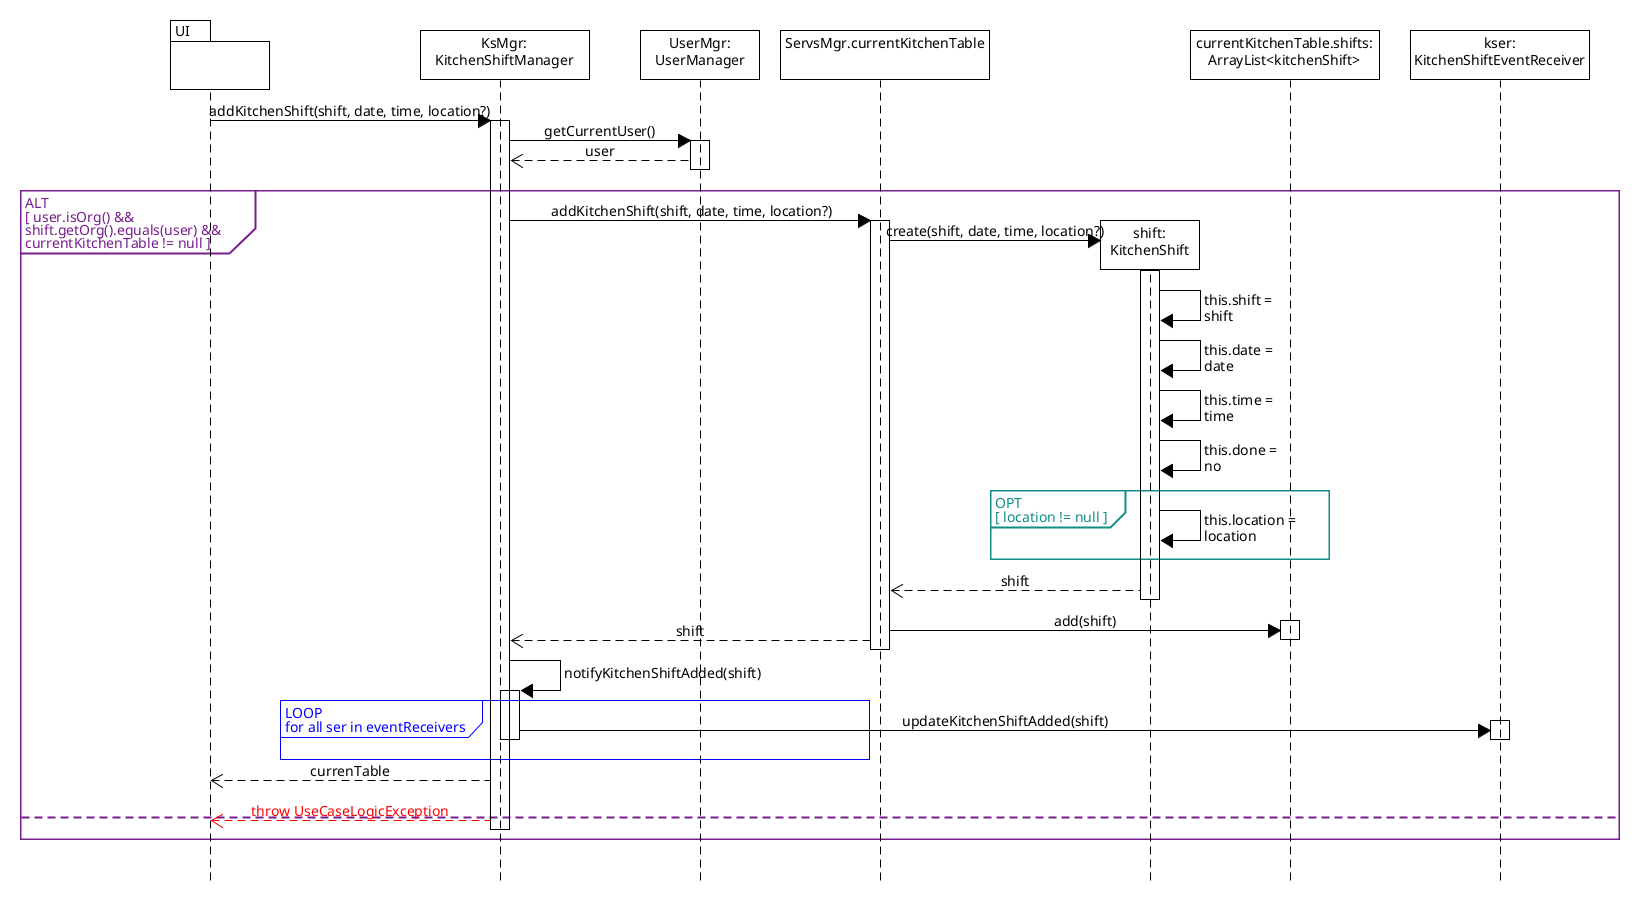 UI
KsMgr:
KitchenShiftManager
UserMgr:
UserManager
ServsMgr.currentKitchenTable
currentKitchenTable.shifts:
ArrayList<kitchenShift>
kser:
KitchenShiftEventReceiver
addKitchenShift(shift, date, time, location?)
getCurrentUser()
user
ALT
[ user.isOrg() &&
shift.getOrg().equals(user) &&
currentKitchenTable != null ]
addKitchenShift(shift, date, time, location?)
create(shift, date, time, location?)
shift:
KitchenShift
this.shift =
shift
this.date =
date
this.time =
time
this.done =
no
OPT
[ location != null ]
this.location =
location
shift
add(shift)
shift
notifyKitchenShiftAdded(shift)
LOOP
for all ser in eventReceivers
updateKitchenShiftAdded(shift)
currenTable
throw UseCaseLogicException